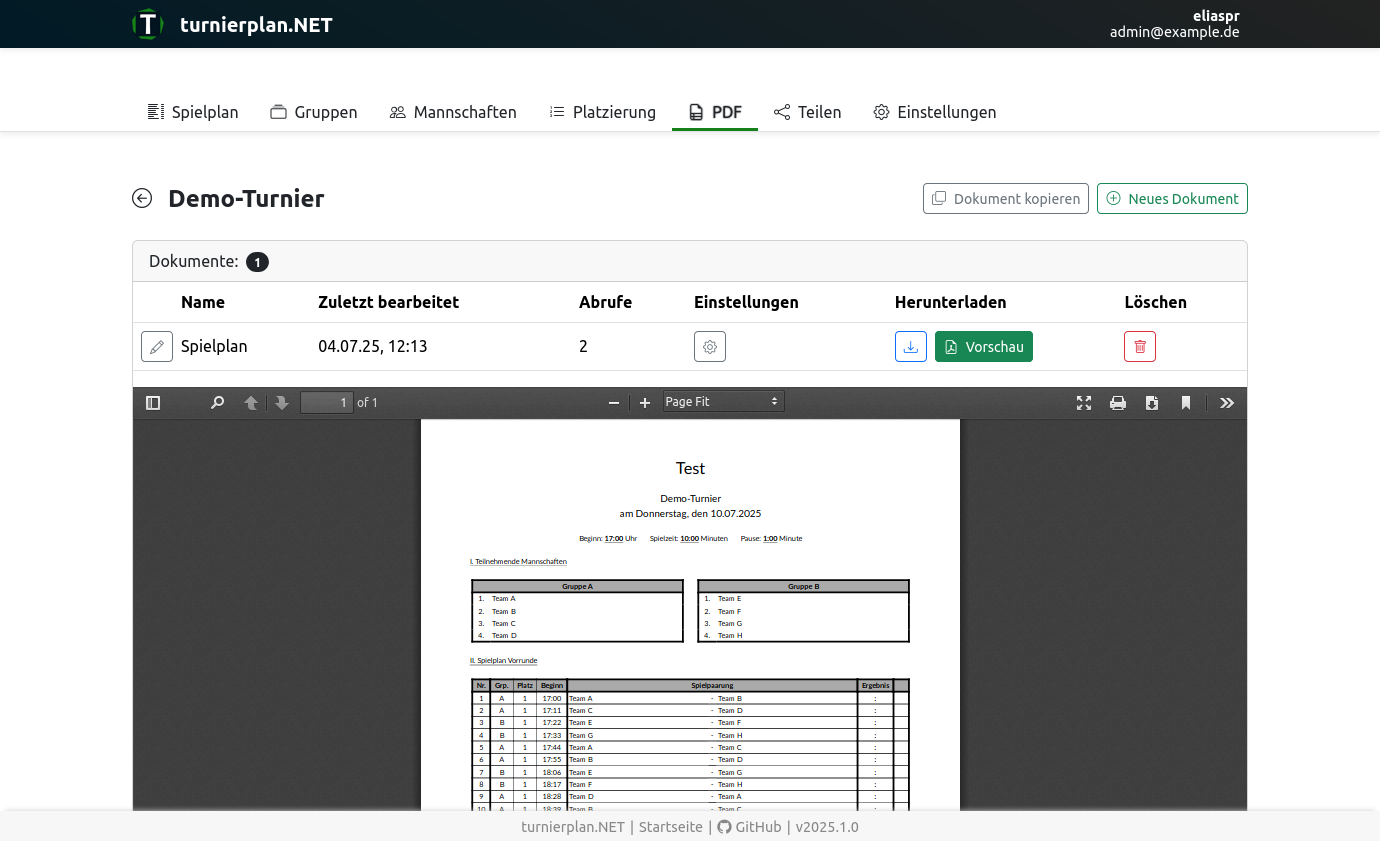 turnierplan.NET
eliaspr
admin@example.de
Spielplan Gruppen Mannschaften Platzierung PDF Teilen Einstellungen
Demo-Turnier
Dokument kopieren Neues Dokument
Dokumente: 1
Name Zuletzt bearbeitet Abrufe Einstellungen Herunterladen Löschen
Spielplan 04.07.25, 12:13 2 Vorschau
1 of 1 Page Fit
Test
Demo-Turnier
am Donnerstag, den 10.07.2025
Beginn: 17:00 Uhr Spielzeit: 10:00 Minuten Pause: 1:00 Minute
I. Teilnehmende Mannschaften
Gruppe A Gruppe B
1. Team A 1. Team E
2. Team B 2. Team F
3. Team C 3. Team G
4. Team D 4. Team H
II. Spielplan Vorrunde
Nr. Grp. Platz Beginn Spielpaarung Ergebnis
1 A 1 17:00 Team A - Team B :
2 A 1 17:11 Team C - Team D :
3 B 1 17:22 Team E - Team F :
4 B 1 17:33 Team G - Team H :
5 A 1 17:44 Team A - Team C :
6 A 1 17:55 Team B - Team D :
7 B 1 18:06 Team E - Team G :
8 B 1 18:17 Team F - Team H :
9 A 1 18:28 Team D - Team A :
10 A 1 18:39 Team B - Team C :
turnierplan.NET | Startseite | GitHub | v2025.1.0